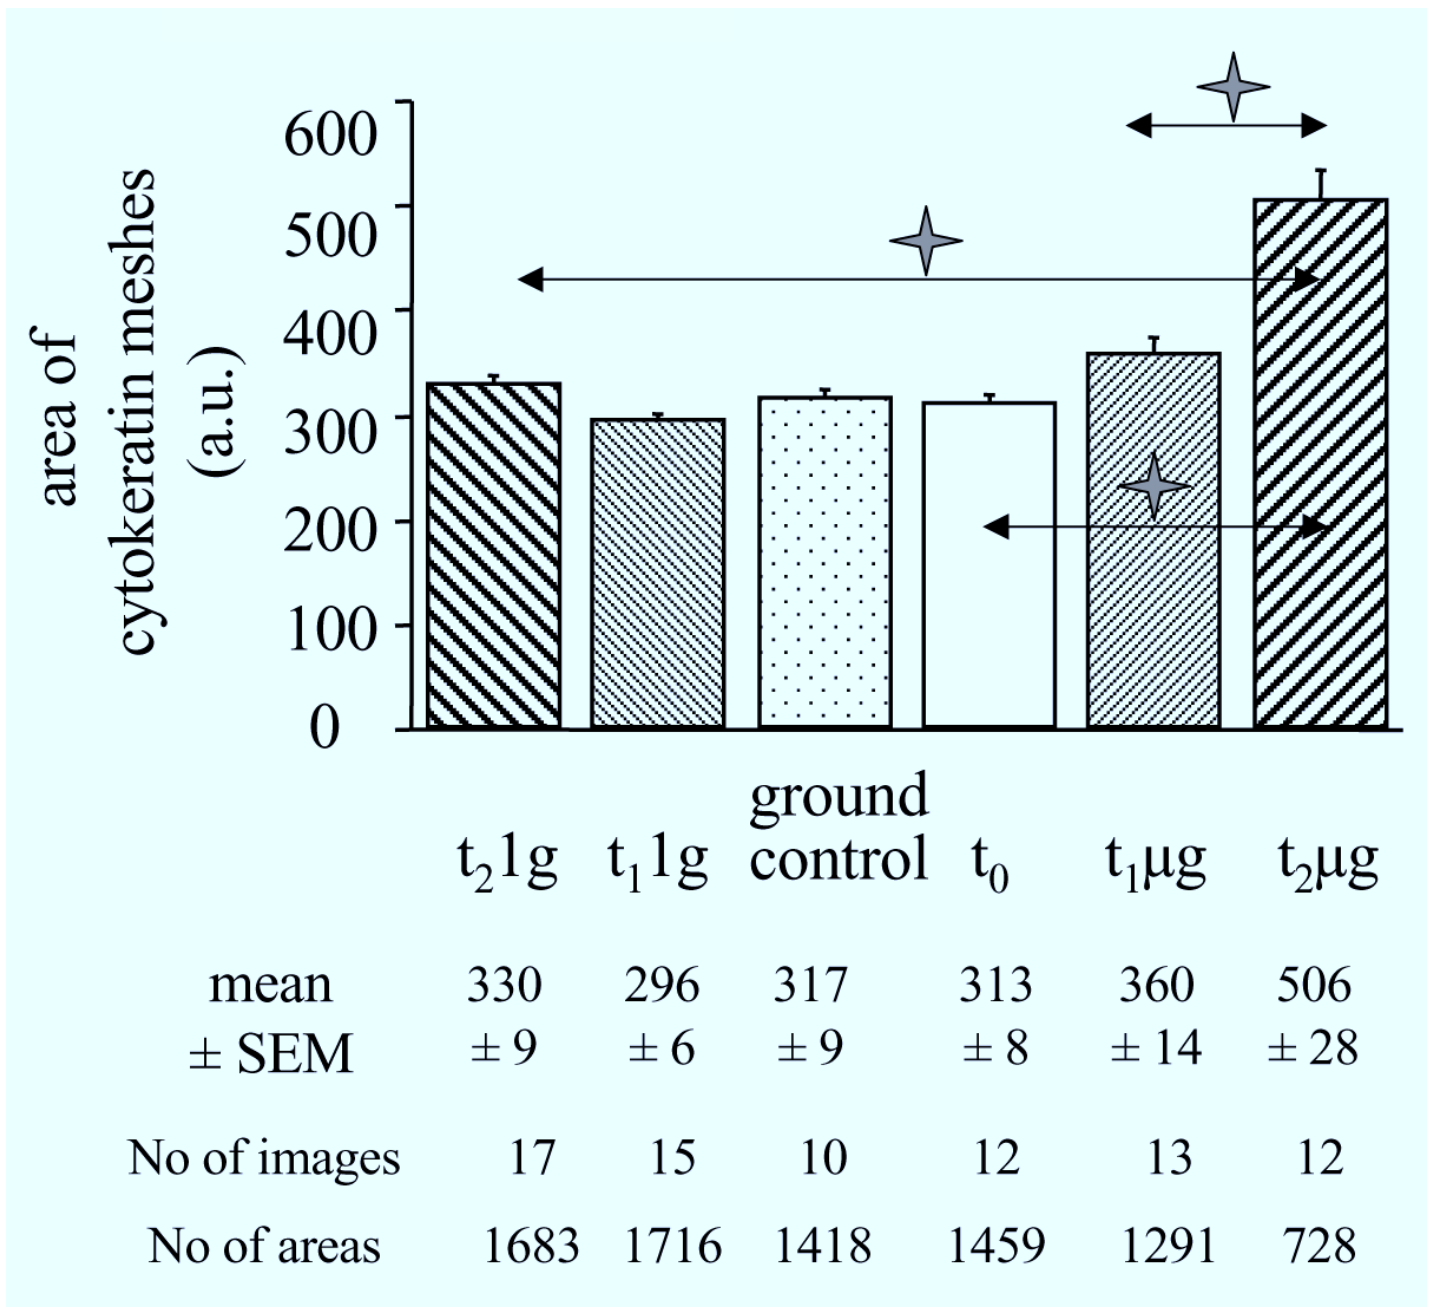 area of
cytokeratin meshes
(a.u.)
600
500
400
300
200
100
0
t₂1g t₁1g ground control t₀ t₁μg t₂μg
mean 330 296 317 313 360 506
± SEM ± 9 ± 6 ± 9 ± 8 ± 14 ± 28
No of images 17 15 10 12 13 12
No of areas 1683 1716 1418 1459 1291 728